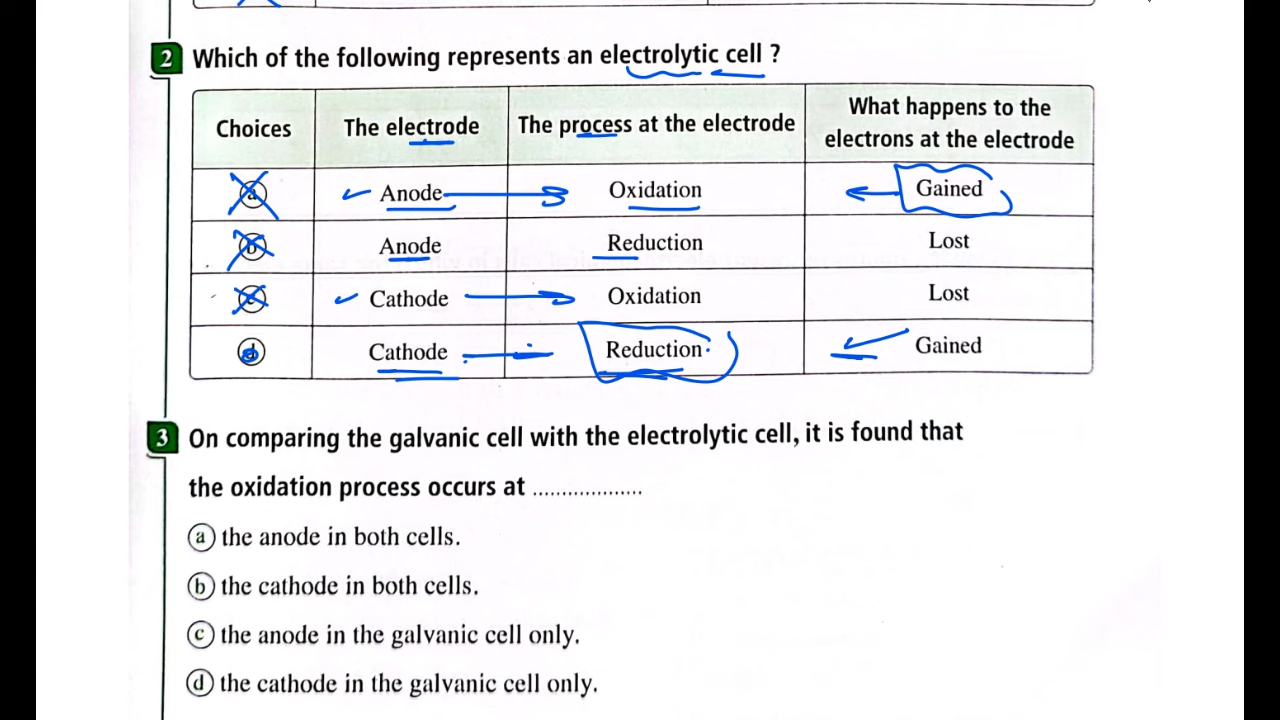 2 Which of the following represents an electrolytic cell ?
Choices The electrode The process at the electrode What happens to the electrons at the electrode
a Anode Oxidation Gained
b Anode Reduction Lost
c Cathode Oxidation Lost
d Cathode Reduction Gained
3 On comparing the galvanic cell with the electrolytic cell, it is found that
the oxidation process occurs at ...................
a the anode in both cells.
b the cathode in both cells.
c the anode in the galvanic cell only.
d the cathode in the galvanic cell only.